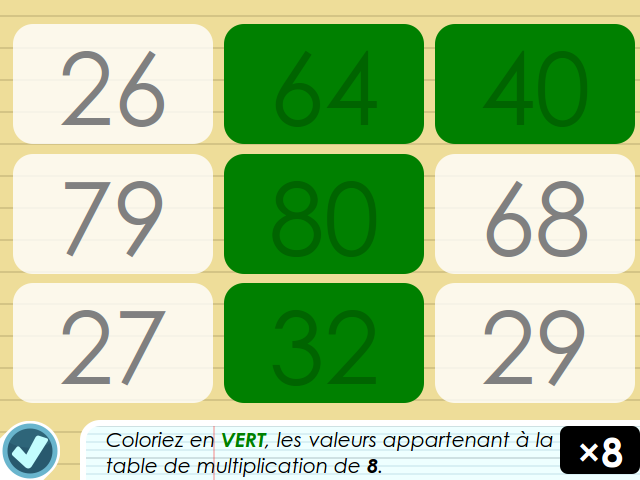 26 64 40
79 80 68
27 32 29
Coloriez en VERT, les valeurs appartenant à la
table de multiplication de 8.
×8